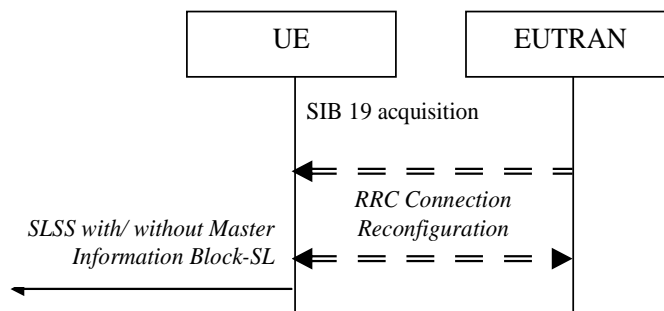 UE
EUTRAN
SIB 19 acquisition
RRC Connection
Reconfiguration
SLSS with/ without Master
Information Block-SL